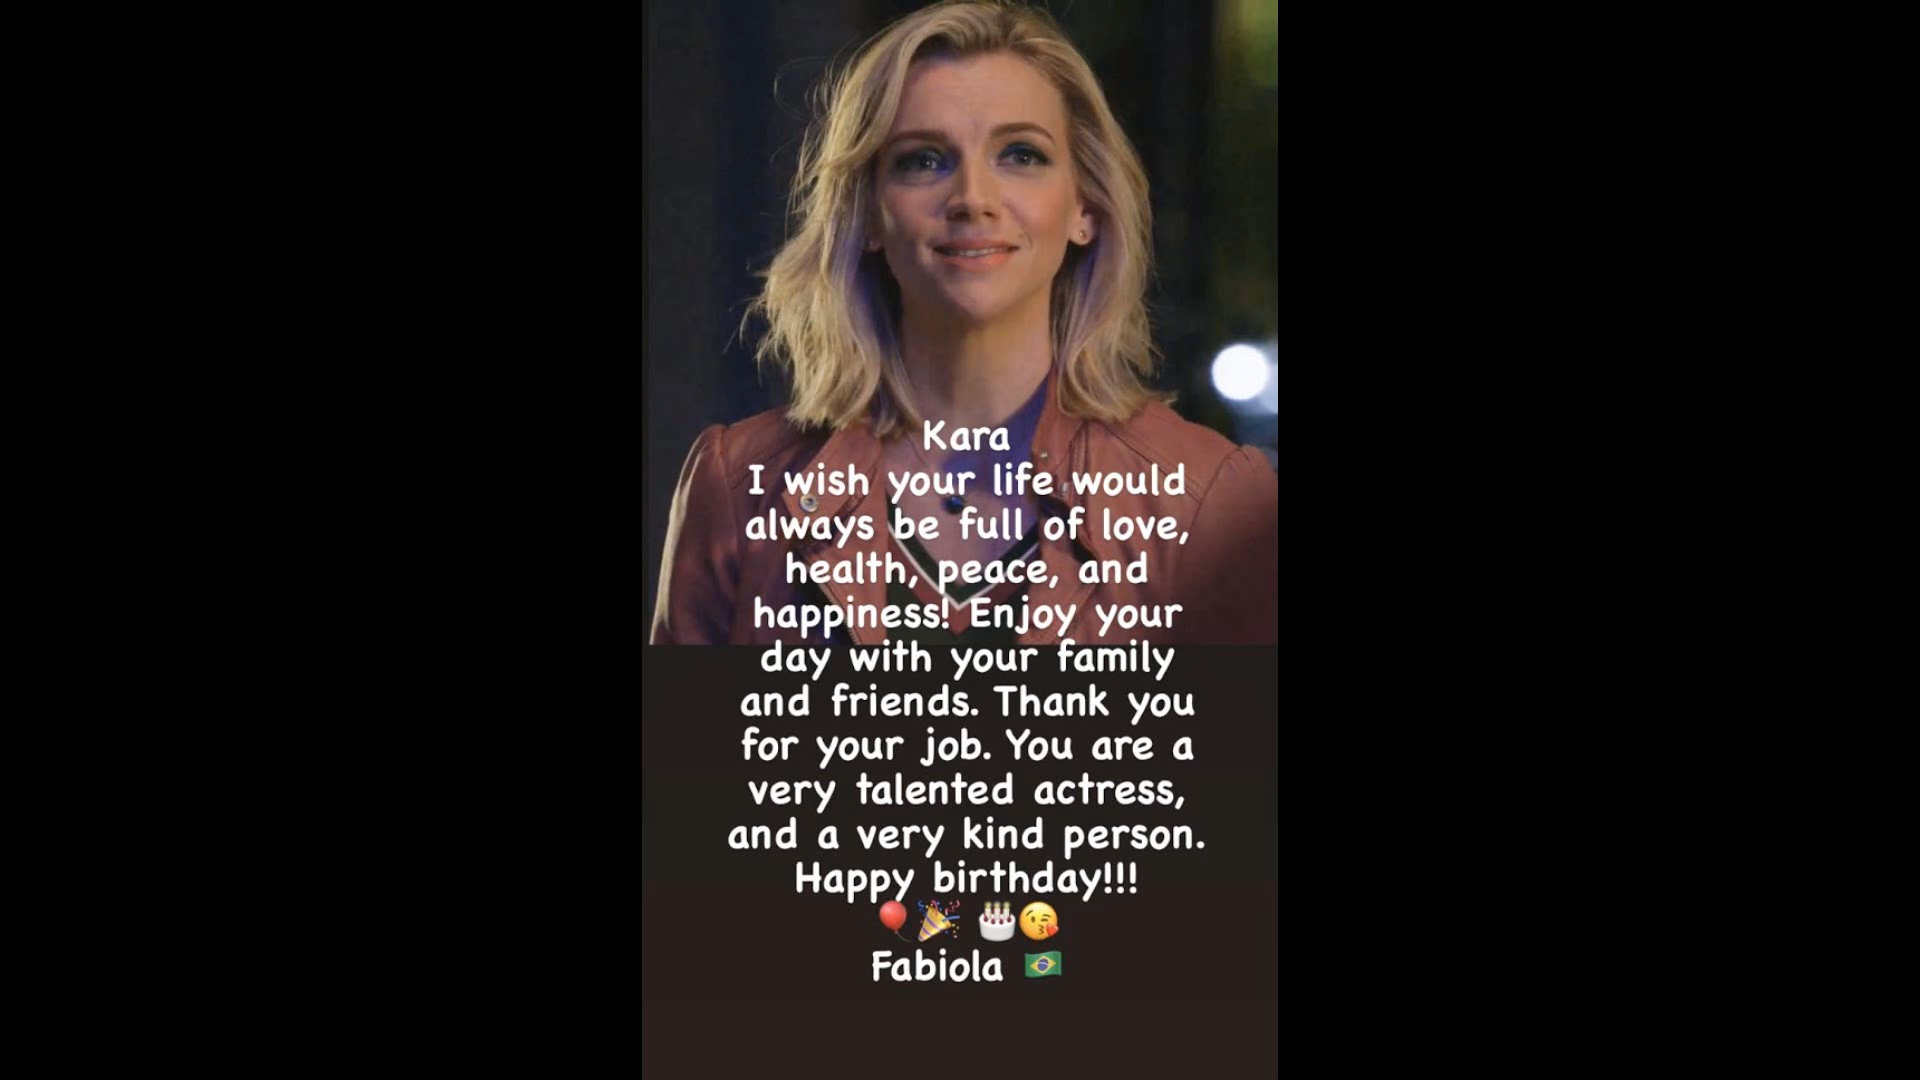 Kara
I wish your life would
always be full of love,
health, peace, and
happiness! Enjoy your
day with your family
and friends. Thank you
for your job. You are a
very talented actress,
and a very kind person.
Happy birthday!!!
🎈🎉 🎂😘
Fabiola 🇧🇷